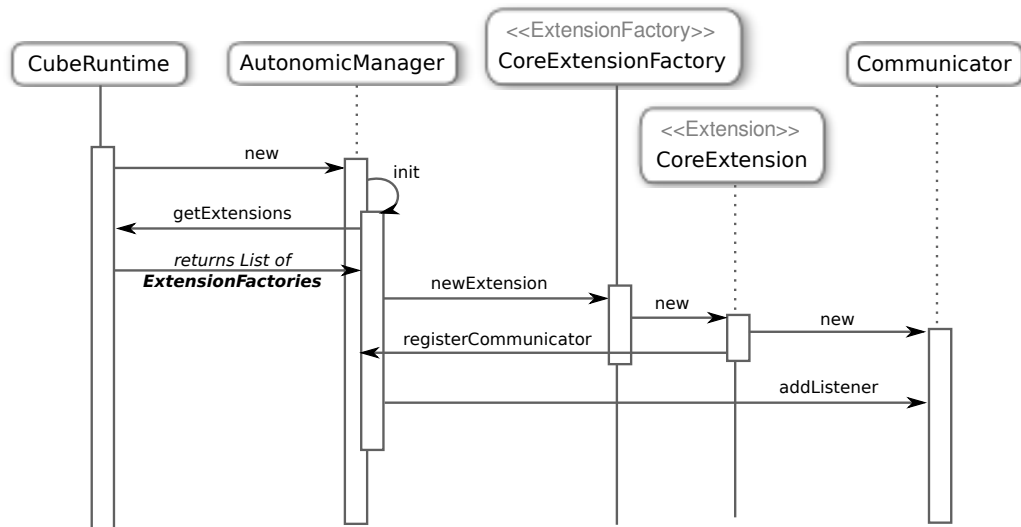 <<ExtensionFactory>>
CoreExtensionFactory
CubeRuntime
AutonomicManager
Communicator
<<Extension>>
CoreExtension
new
init
getExtensions
returns List of
ExtensionFactories
newExtension
new
new
registerCommunicator
addListener